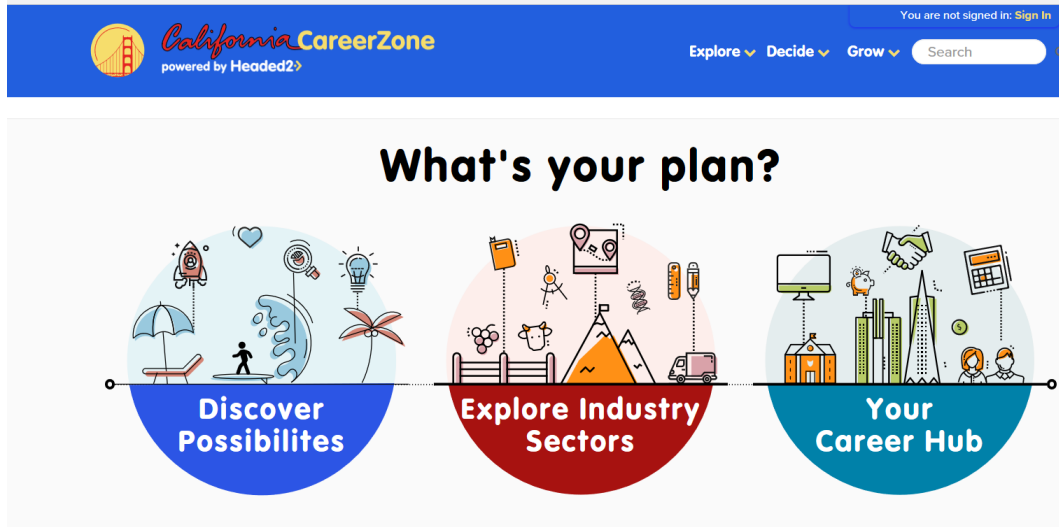 You are not signed in: Sign In
California CareerZone
powered by Headed2
Explore Decide Grow Search
What's your plan?
Discover
Possibilites
Explore Industry
Sectors
Your
Career Hub